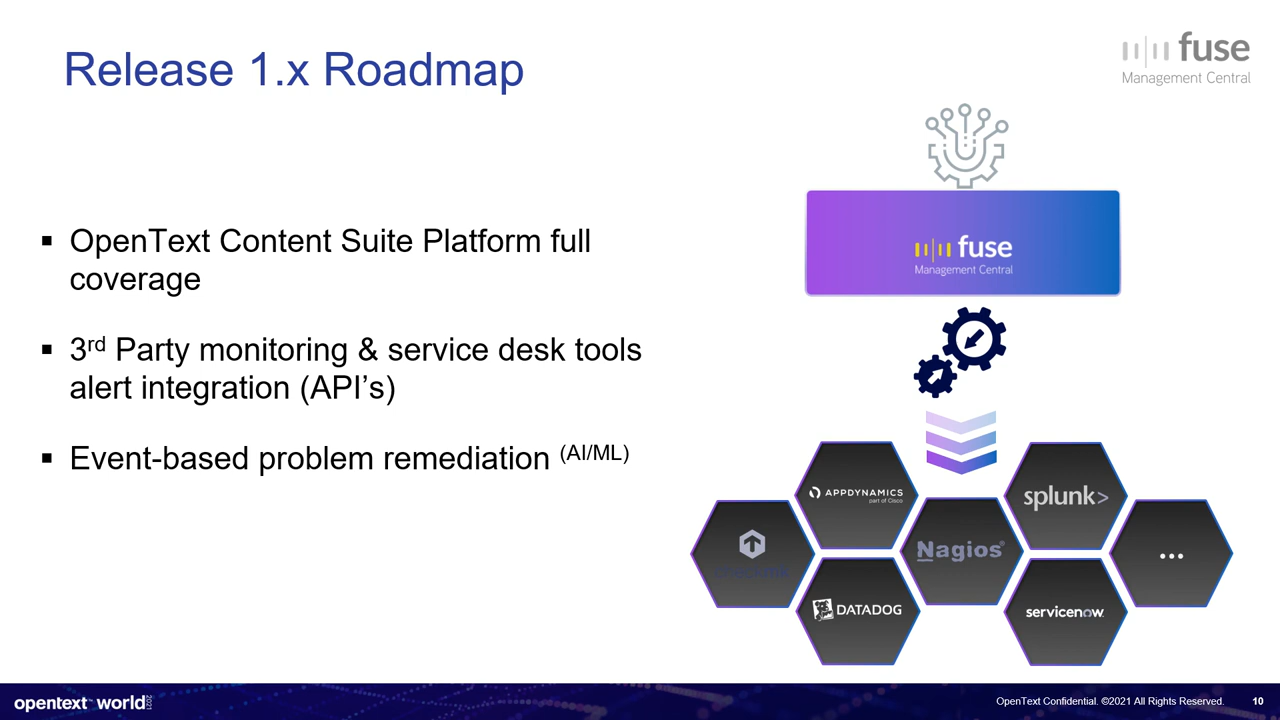 Release 1.x Roadmap
fuse
Management Central
▪ OpenText Content Suite Platform full
coverage
▪ 3rd Party monitoring & service desk tools
alert integration (API’s)
▪ Event-based problem remediation (AI/ML)
fuse
Management Central
APPDYNAMICS
part of Cisco
splunk>
Nagios®
...
DATADOG
servicenow
opentext™ world 2021
OpenText Confidential. ©2021 All Rights Reserved.
10